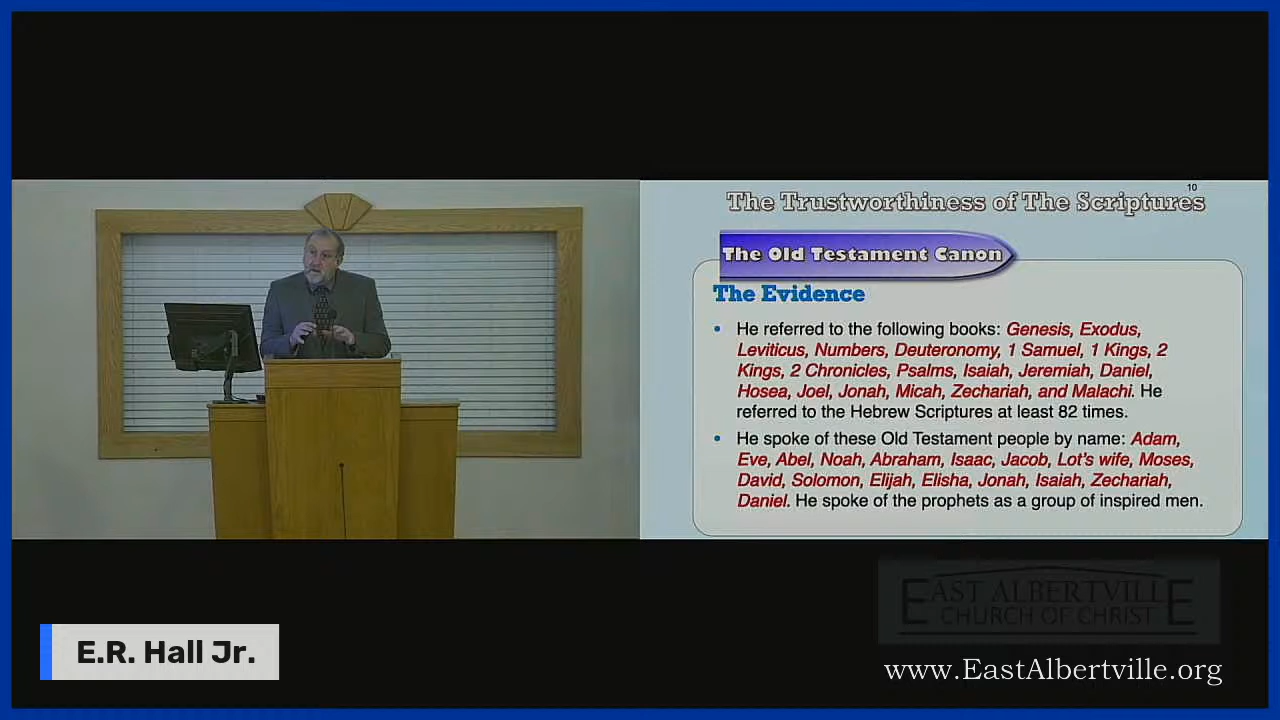 10
The Trustworthiness of The Scriptures
The Old Testament Canon
The Evidence
• He referred to the following books: Genesis, Exodus,
Leviticus, Numbers, Deuteronomy, 1 Samuel, 1 Kings, 2
Kings, 2 Chronicles, Psalms, Isaiah, Jeremiah, Daniel,
Hosea, Joel, Jonah, Micah, Zechariah, and Malachi. He
referred to the Hebrew Scriptures at least 82 times.
• He spoke of these Old Testament people by name: Adam,
Eve, Abel, Noah, Abraham, Isaac, Jacob, Lot's wife, Moses,
David, Solomon, Elijah, Elisha, Jonah, Isaiah, Zechariah,
Daniel. He spoke of the prophets as a group of inspired men.
EAST ALBERTVILLE
CHURCH OF CHRIST
E.R. Hall Jr.
www.EastAlbertville.org